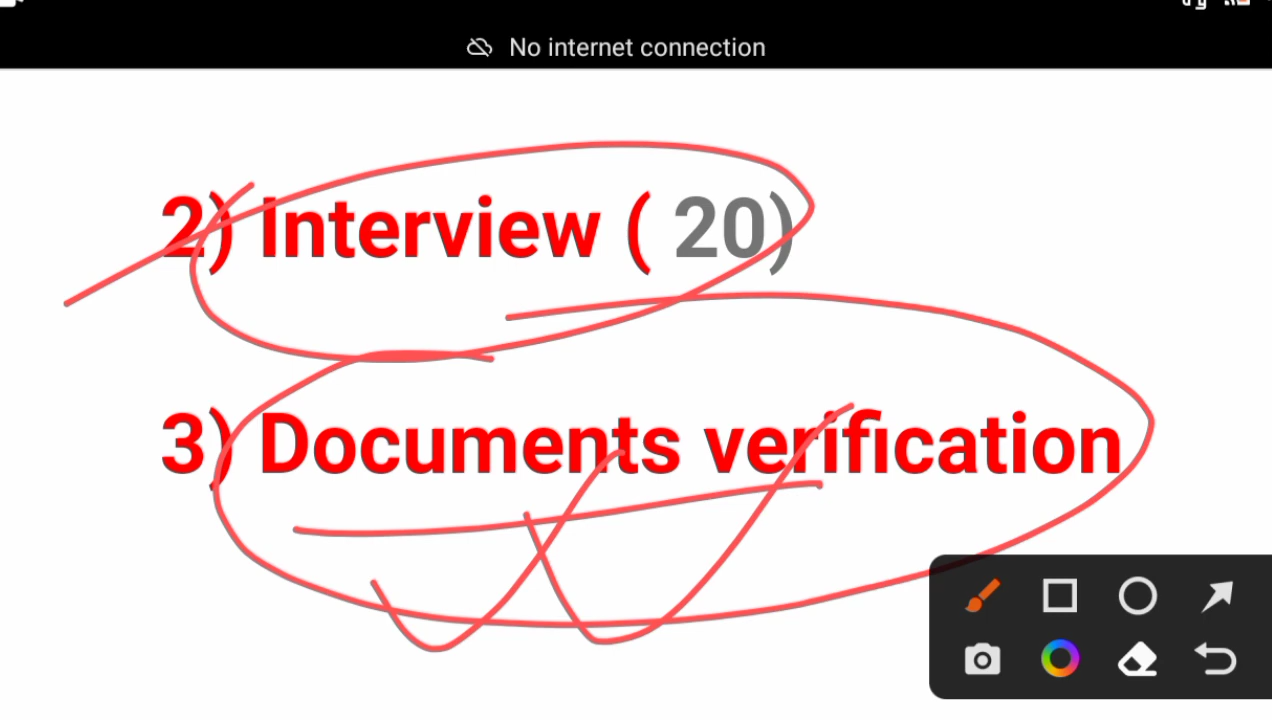 No internet connection
2) Interview ( 20)
3) Documents verification